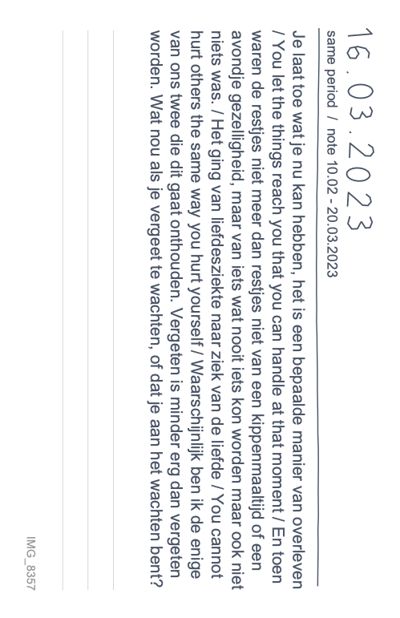 16.03.2023
same period / note 10.02 - 20.03.2023
Je laat toe wat je nu kan hebben, het is een bepaalde manier van overleven
/ You let the things reach you that you can handle at that moment / En toen
waren de restjes niet meer dan restjes niet van een kippenmaaltijd of een
avondje gezelligheid, maar van iets wat nooit iets kon worden maar ook niet
niets was. / Het ging van liefdesziekte naar ziek van de liefde / You cannot
hurt others the same way you hurt yourself / Waarschijnlijk ben ik de enige
van ons twee die dit gaat onthouden. Vergeten is minder erg dan vergeten
worden. Wat nou als je vergeet te wachten, of dat je aan het wachten bent?
IMG_8357